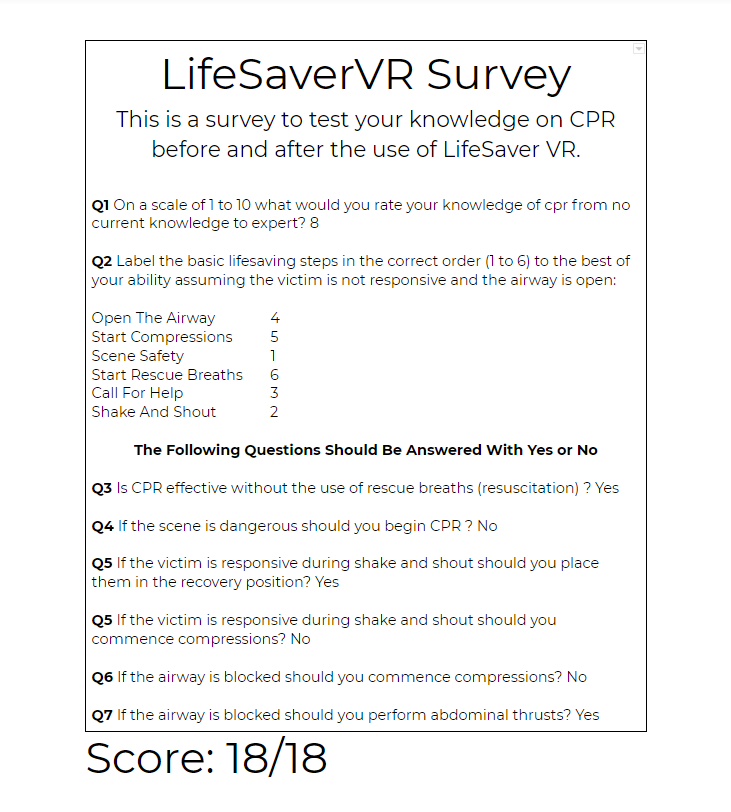 LifeSaverVR Survey
This is a survey to test your knowledge on CPR
before and after the use of LifeSaver VR.
Q1 On a scale of 1 to 10 what would you rate your knowledge of cpr from no
current knowledge to expert? 8
Q2 Label the basic lifesaving steps in the correct order (1 to 6) to the best of
your ability assuming the victim is not responsive and the airway is open:
Open The Airway 4
Start Compressions 5
Scene Safety 1
Start Rescue Breaths 6
Call For Help 3
Shake And Shout 2
The Following Questions Should Be Answered With Yes or No
Q3 Is CPR effective without the use of rescue breaths (resuscitation) ? Yes
Q4 If the scene is dangerous should you begin CPR ? No
Q5 If the victim is responsive during shake and shout should you place
them in the recovery position? Yes
Q5 If the victim is responsive during shake and shout should you
commence compressions? No
Q6 If the airway is blocked should you commence compressions? No
Q7 If the airway is blocked should you perform abdominal thrusts? Yes
Score: 18/18